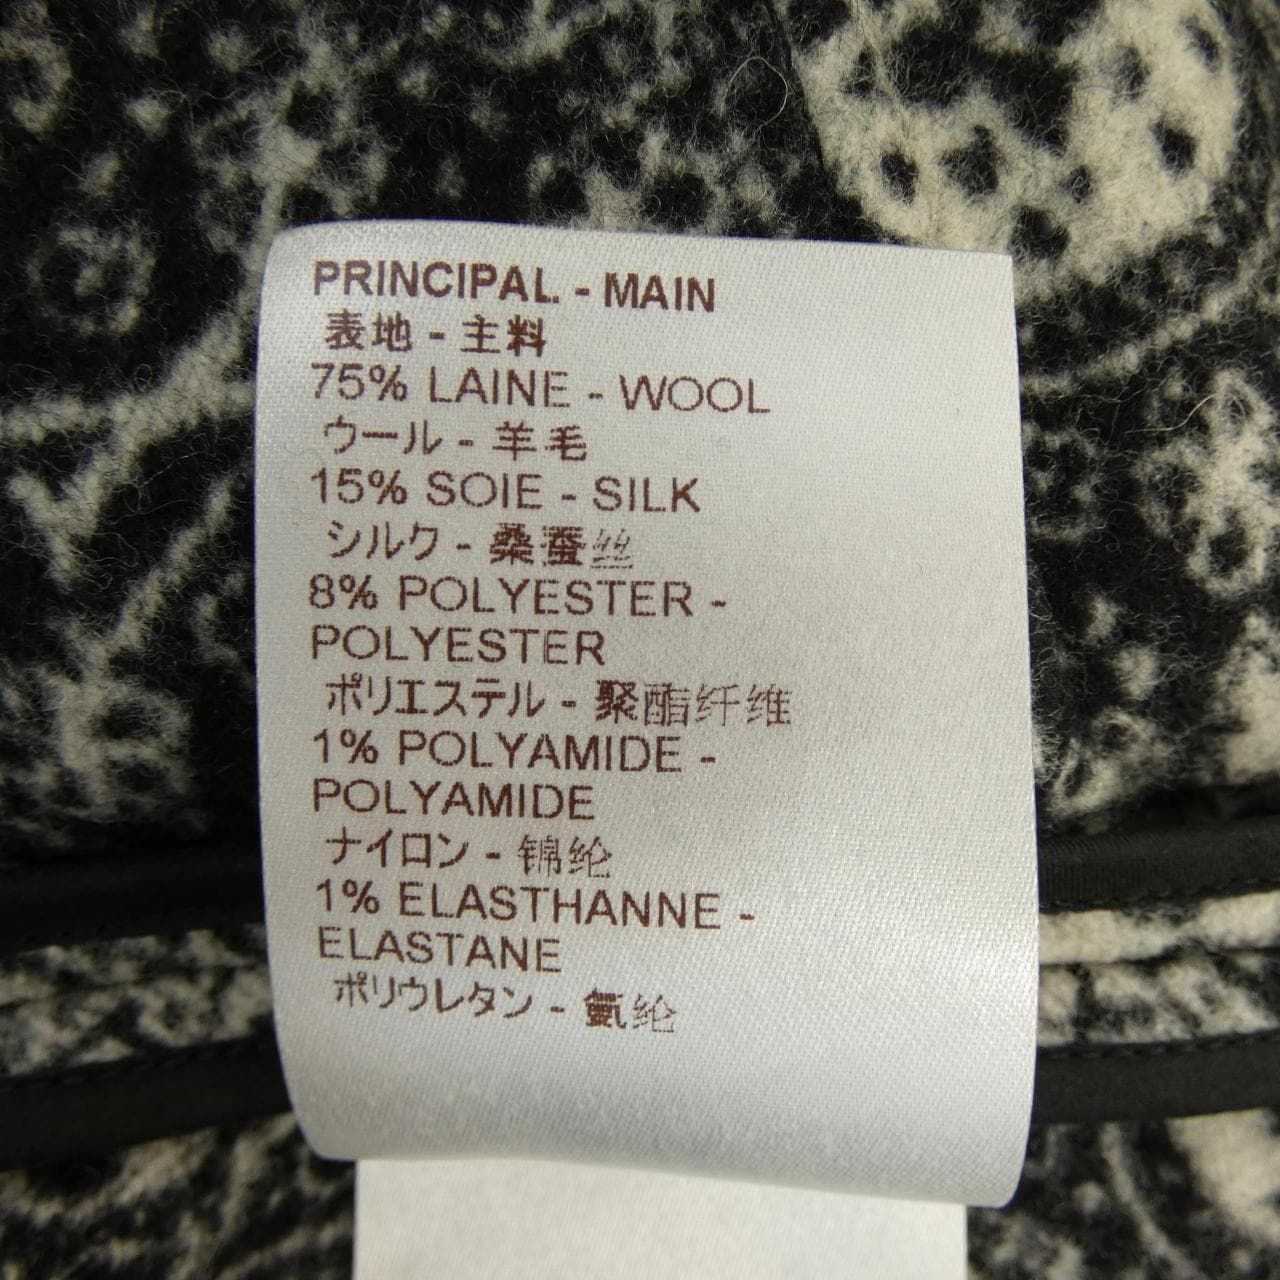 PRINCIPAL - MAIN
表地 - 主料
75% LAINE - WOOL
ウール - 羊毛
15% SOIE - SILK
シルク - 桑蚕丝
8% POLYESTER -
POLYESTER
ポリエステル - 聚酯纤维
1% POLYAMIDE -
POLYAMIDE
ナイロン - 锦纶
1% ELASTHANNE -
ELASTANE
ポリウレタン - 氨纶